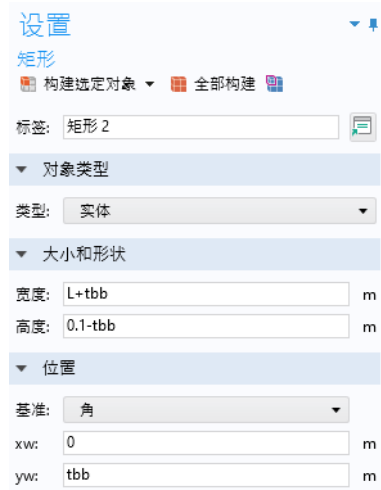 设置
矩形
构建选定对象 全部构建
标签: 矩形 2
对象类型
类型: 实体
大小和形状
宽度: L+tbb m
高度: 0.1-tbb m
位置
基准: 角
xw: 0 m
yw: tbb m